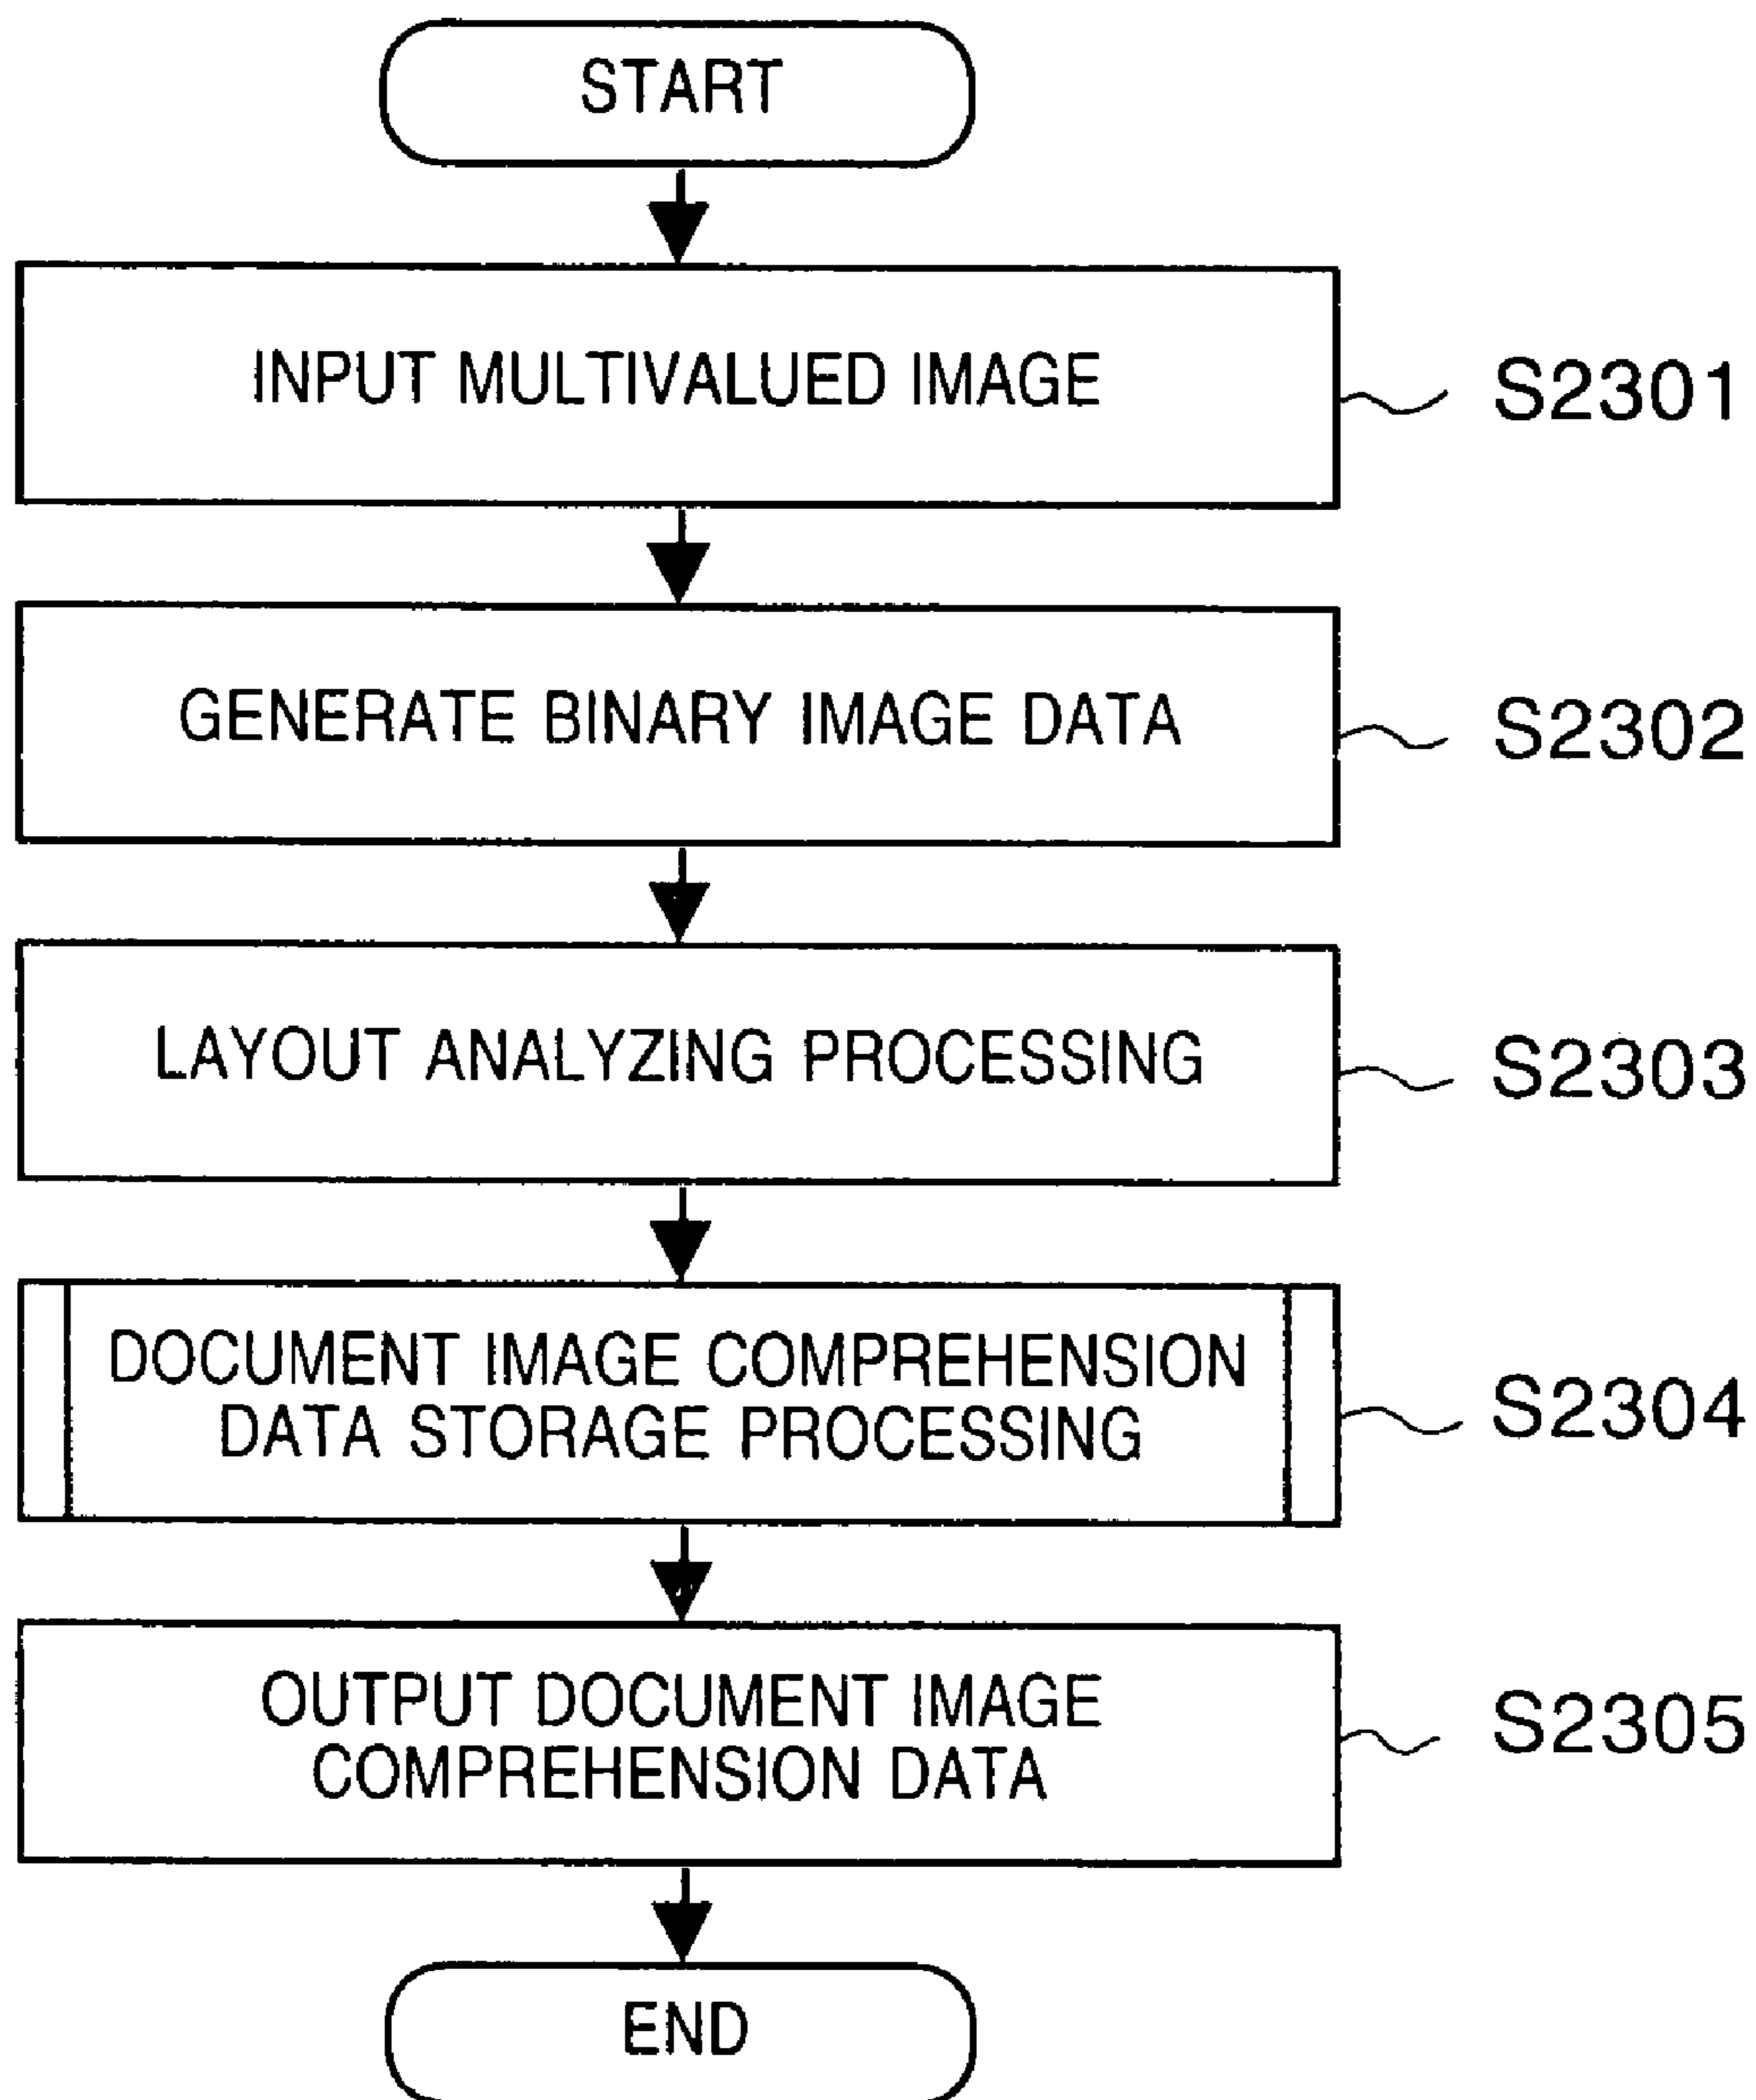 START
INPUT MULTIVALUED IMAGE
S2301
GENERATE BINARY IMAGE DATA
S2302
LAYOUT ANALYZING PROCESSING
S2303
DOCUMENT IMAGE COMPREHENSION
DATA STORAGE PROCESSING
S2304
OUTPUT DOCUMENT IMAGE
COMPREHENSION DATA
S2305
END